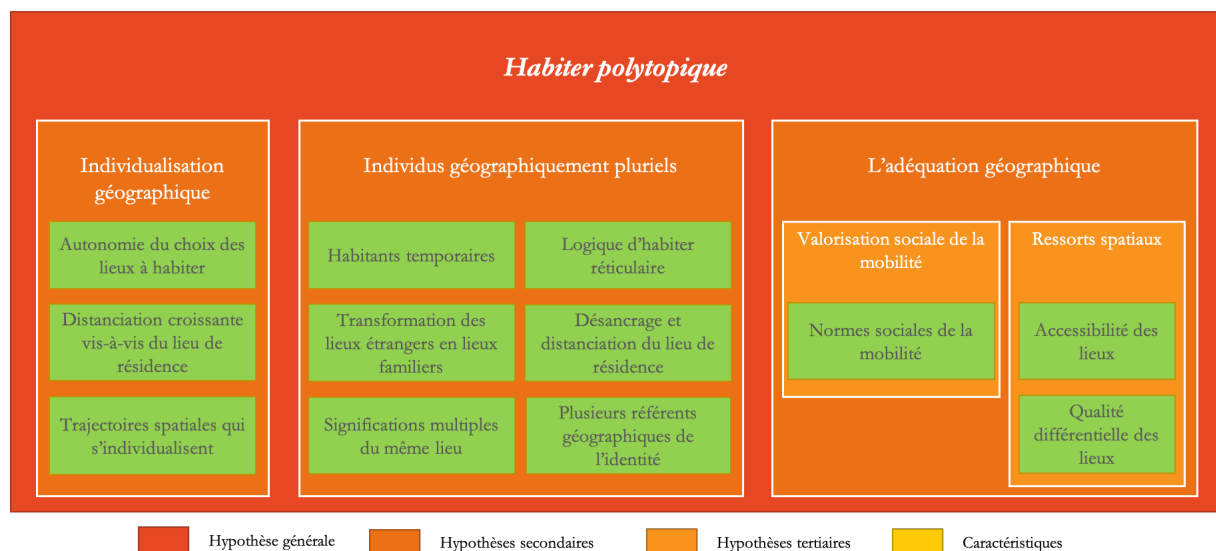 Habiter polytopique
Individualisation
géographique
Autonomie du choix des
lieux à habiter
Distanciation croissante
vis-à-vis du lieu de
résidence
Trajectoires spatiales qui
s'individualisent
Individus géographiquement pluriels
Habitants temporaires
Logique d'habiter
réticulaire
Transformation des
lieux étrangers en lieux
familiers
Désancrage et
distanciation du lieu de
résidence
Significations multiples
du même lieu
Plusieurs référents
géographiques de
l'identité
L'adéquation géographique
Valorisation sociale de la
mobilité
Normes sociales de la
mobilité
Ressorts spatiaux
Accessibilité des
lieux
Qualité
différentielle des
lieux
Hypothèse générale
Hypothèses secondaires
Hypothèses tertiaires
Caractéristiques